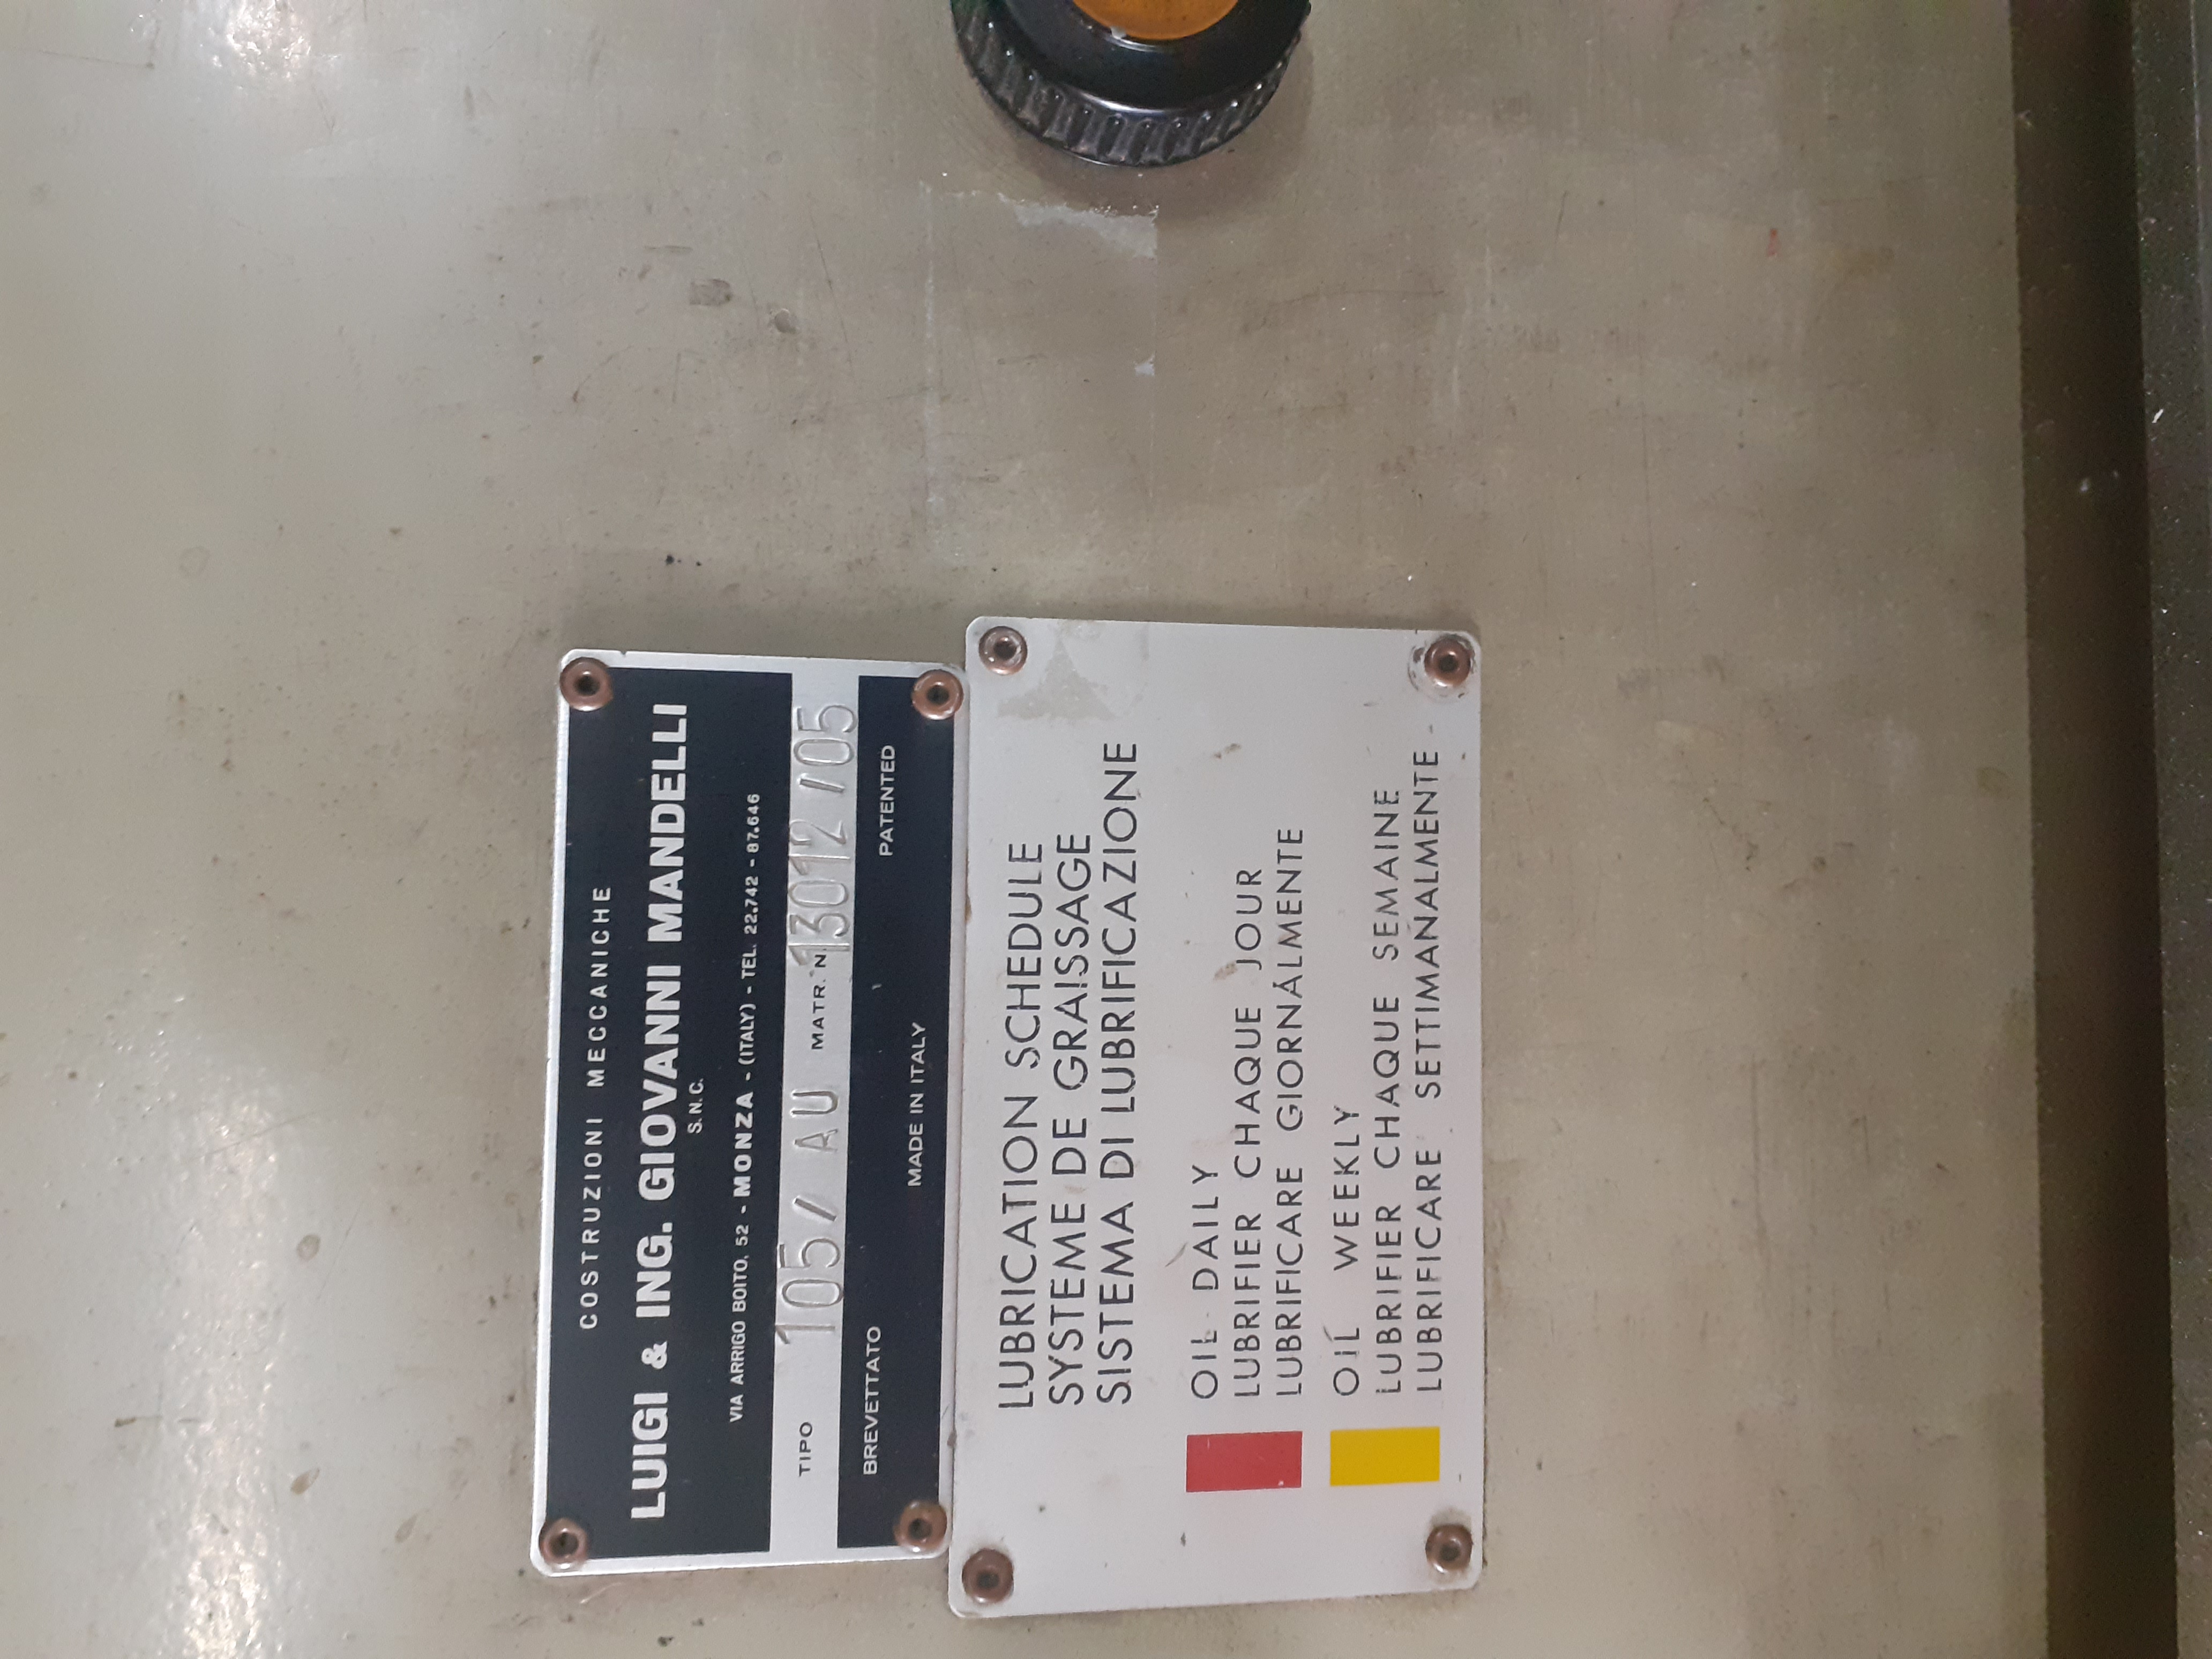 COSTRUZIONI MECCANICHE
LUIGI & ING. GIOVANNI MANDELLI
S.N.C.
VIA ARRIGO BOITO, 52 - MONZA - (ITALY) - TEL. 22.742 - 87.646
TIPO 105/ AU MATR. N. 13012/05
BREVETTATO MADE IN ITALY PATENTED
LUBRICATION SCHEDULE
SYSTEME DE GRAISSAGE
SISTEMA DI LUBRIFICAZIONE
OIL DAILY
LUBRIFIER CHAQUE JOUR
LUBRIFICARE GIORNALMENTE
OIL WEEKLY
LUBRIFIER CHAQUE SEMAINE
LUBRIFICARE SETTIMANALMENTE